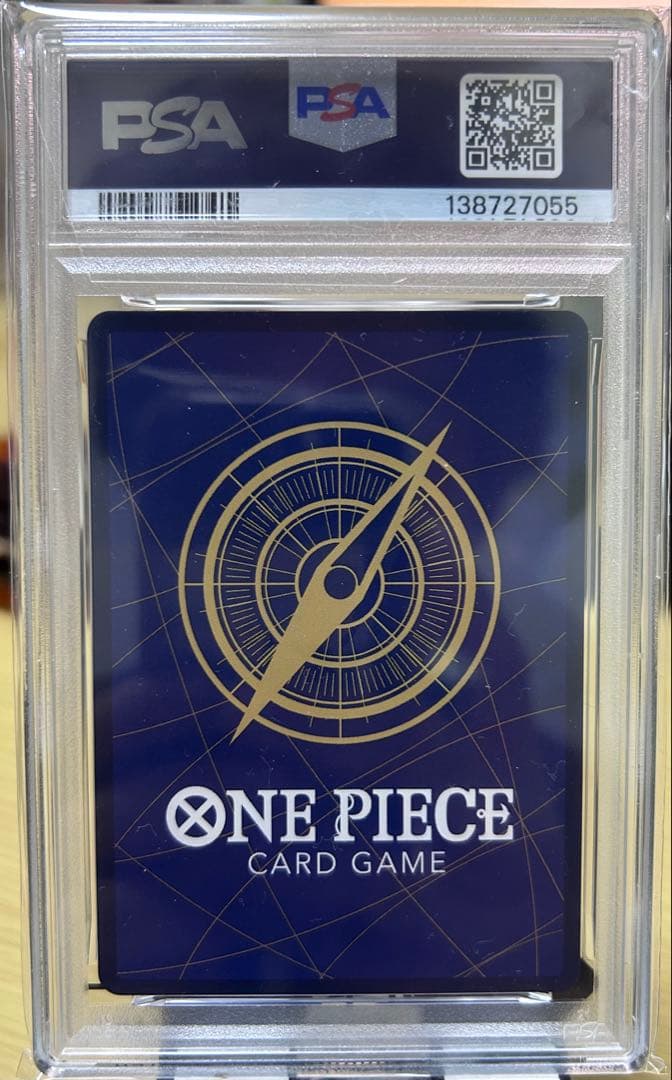 PSA
PSA
138727055
ONE PIECE
CARD GAME